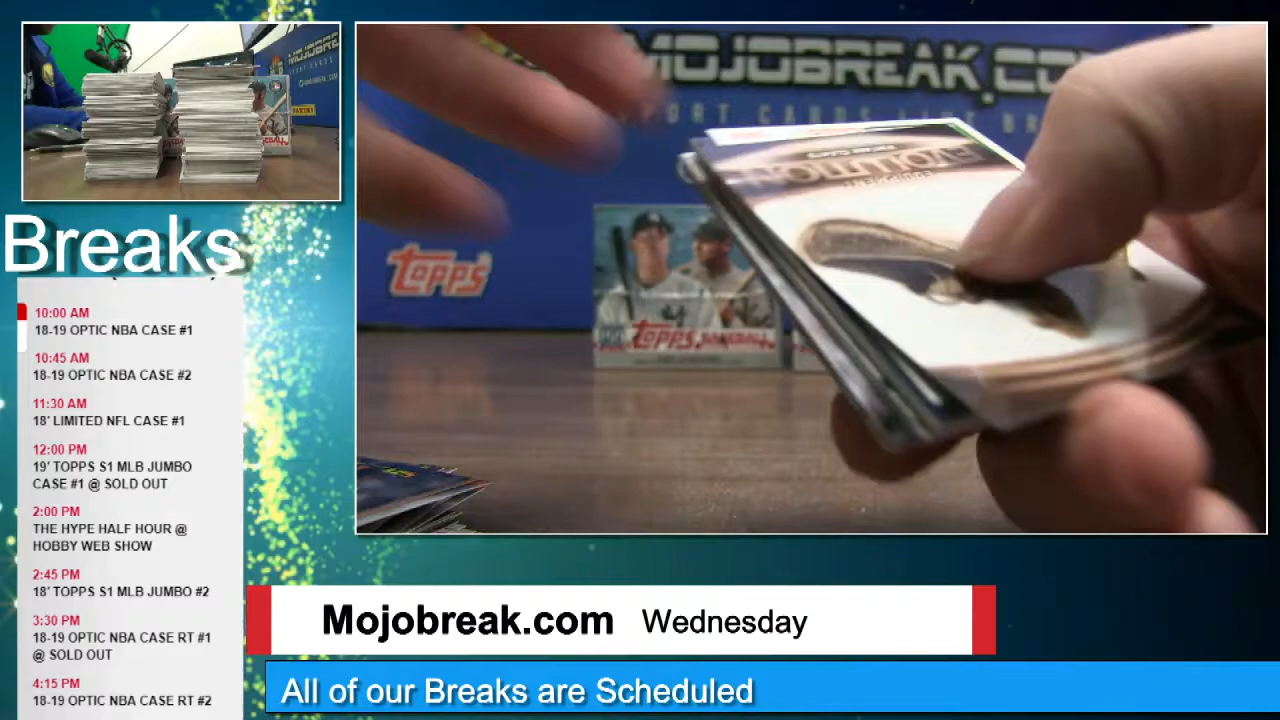 MOJOBREAK.CO
TOPPS
TOPPS BASEBALL
EVOLUTION
Breaks
10:00 AM
18-19 OPTIC NBA CASE #1
10:45 AM
18-19 OPTIC NBA CASE #2
11:30 AM
18' LIMITED NFL CASE #1
12:00 PM
19' TOPPS S1 MLB JUMBO
CASE #1 @ SOLD OUT
2:00 PM
THE HYPE HALF HOUR @
HOBBY WEB SHOW
2:45 PM
18' TOPPS S1 MLB JUMBO #2
3:30 PM
18-19 OPTIC NBA CASE RT #1
@ SOLD OUT
4:15 PM
18-19 OPTIC NBA CASE RT #2
Mojobreak.com Wednesday
All of our Breaks are Scheduled